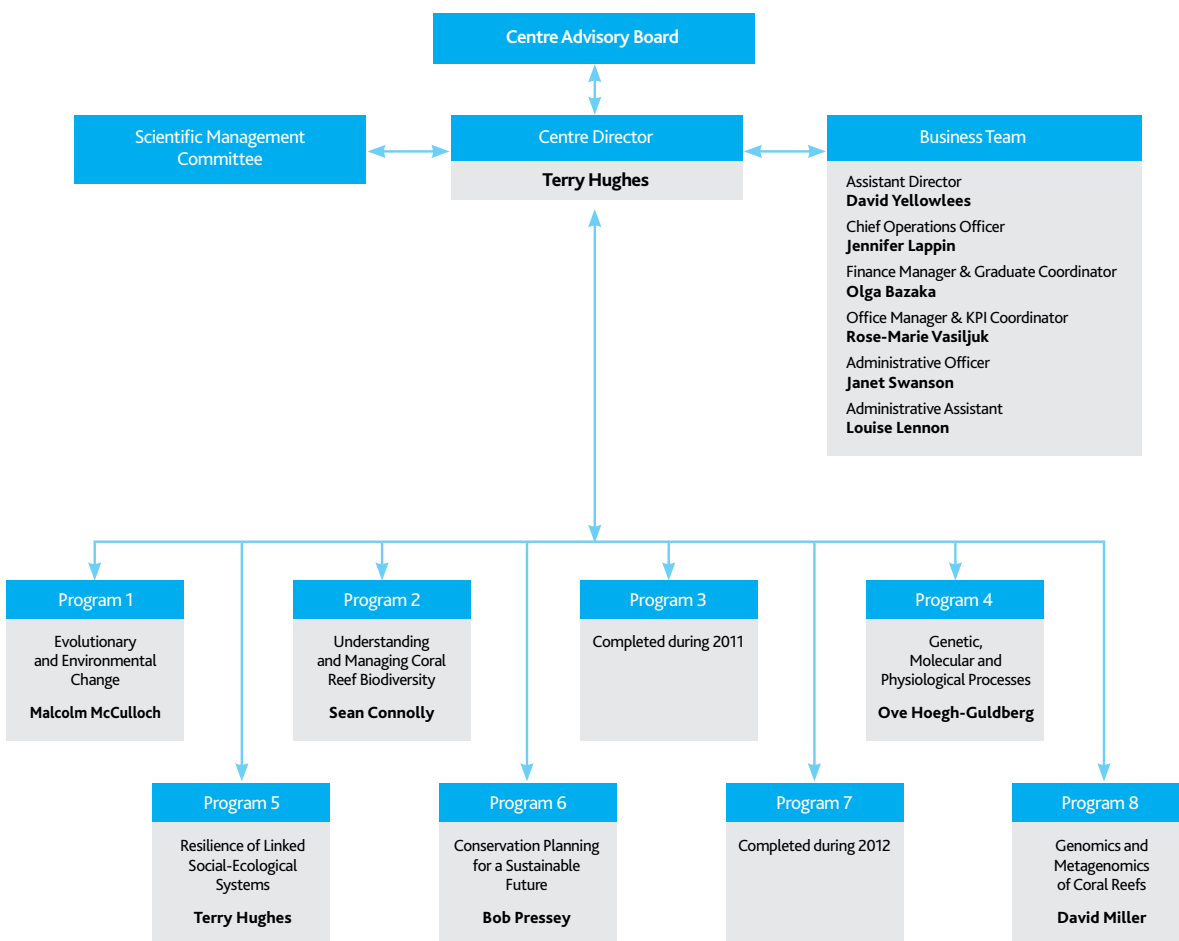 Centre Advisory Board
Scientific Management
Committee
Centre Director
Terry Hughes
Business Team
Assistant Director
David Yellowlees
Chief Operations Officer
Jennifer Lappin
Finance Manager & Graduate Coordinator
Olga Bazaka
Office Manager & KPI Coordinator
Rose-Marie Vasiljuk
Administrative Officer
Janet Swanson
Administrative Assistant
Louise Lennon
Program 1
Evolutionary
and Environmental
Change
Malcolm McCulloch
Program 2
Understanding
and Managing Coral
Reef Biodiversity
Sean Connolly
Program 3
Completed during 2011
Program 4
Genetic,
Molecular and
Physiological Processes
Ove Hoegh-Guldberg
Program 5
Resilience of Linked
Social-Ecological
Systems
Terry Hughes
Program 6
Conservation Planning
for a Sustainable
Future
Bob Pressey
Program 7
Completed during 2012
Program 8
Genomics and
Metagenomics
of Coral Reefs
David Miller